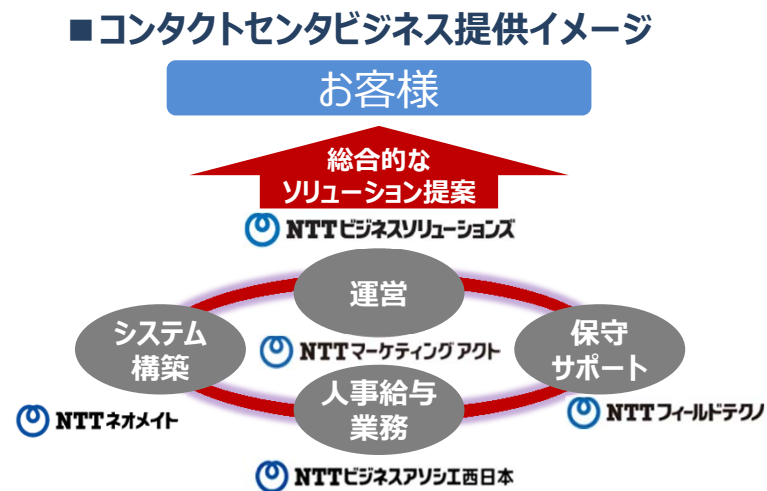 ■コンタクトセンタビジネス提供イメージ
お客様
総合的な
ソリューション提案
NTTビジネスソリューションズ
運営
システム
構築
保守
サポート
NTTマーケティングアクト
人事給与
業務
NTTネオメイト
NTTフィールドテクノ
NTTビジネスアソシエ西日本